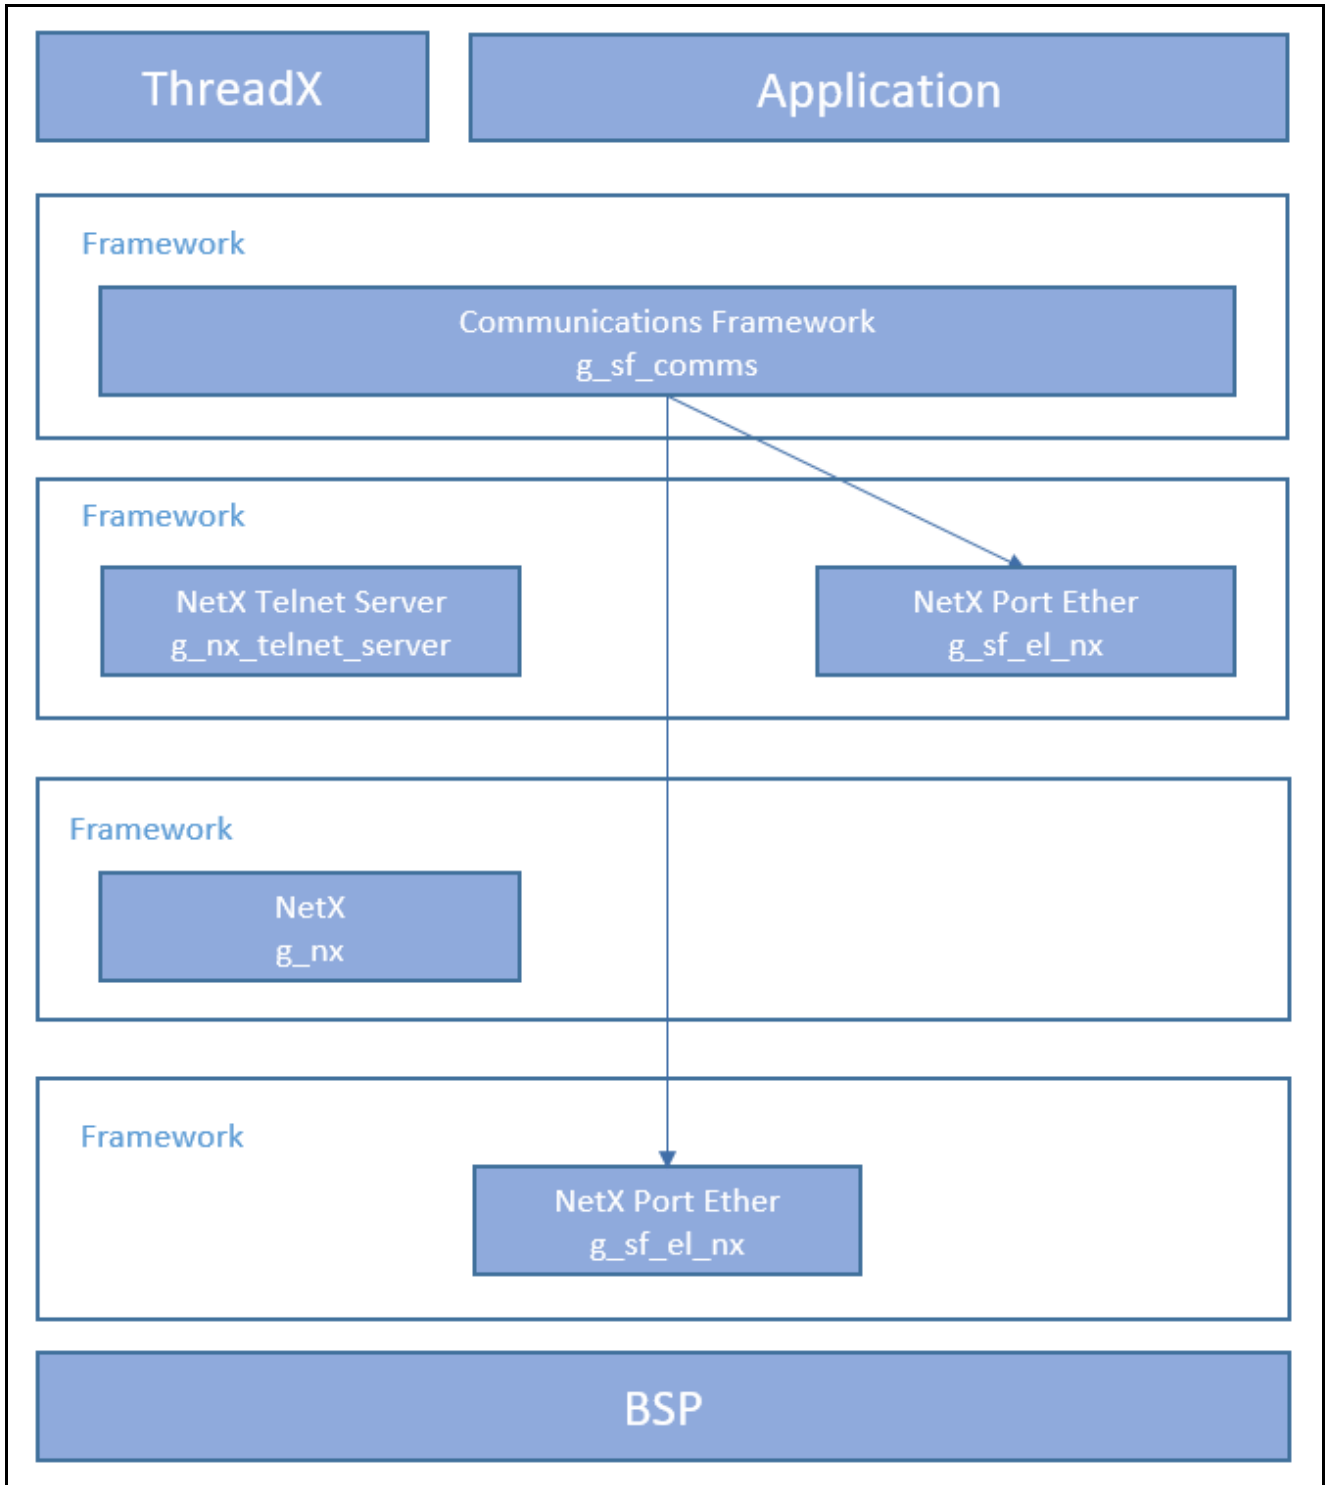 ThreadX
Application
Framework
Communications Framework
g_sf_comms
Framework
NetX Telnet Server
g_nx_telnet_server
NetX Port Ether
g_sf_el_nx
Framework
NetX
g_nx
Framework
NetX Port Ether
g_sf_el_nx
BSP